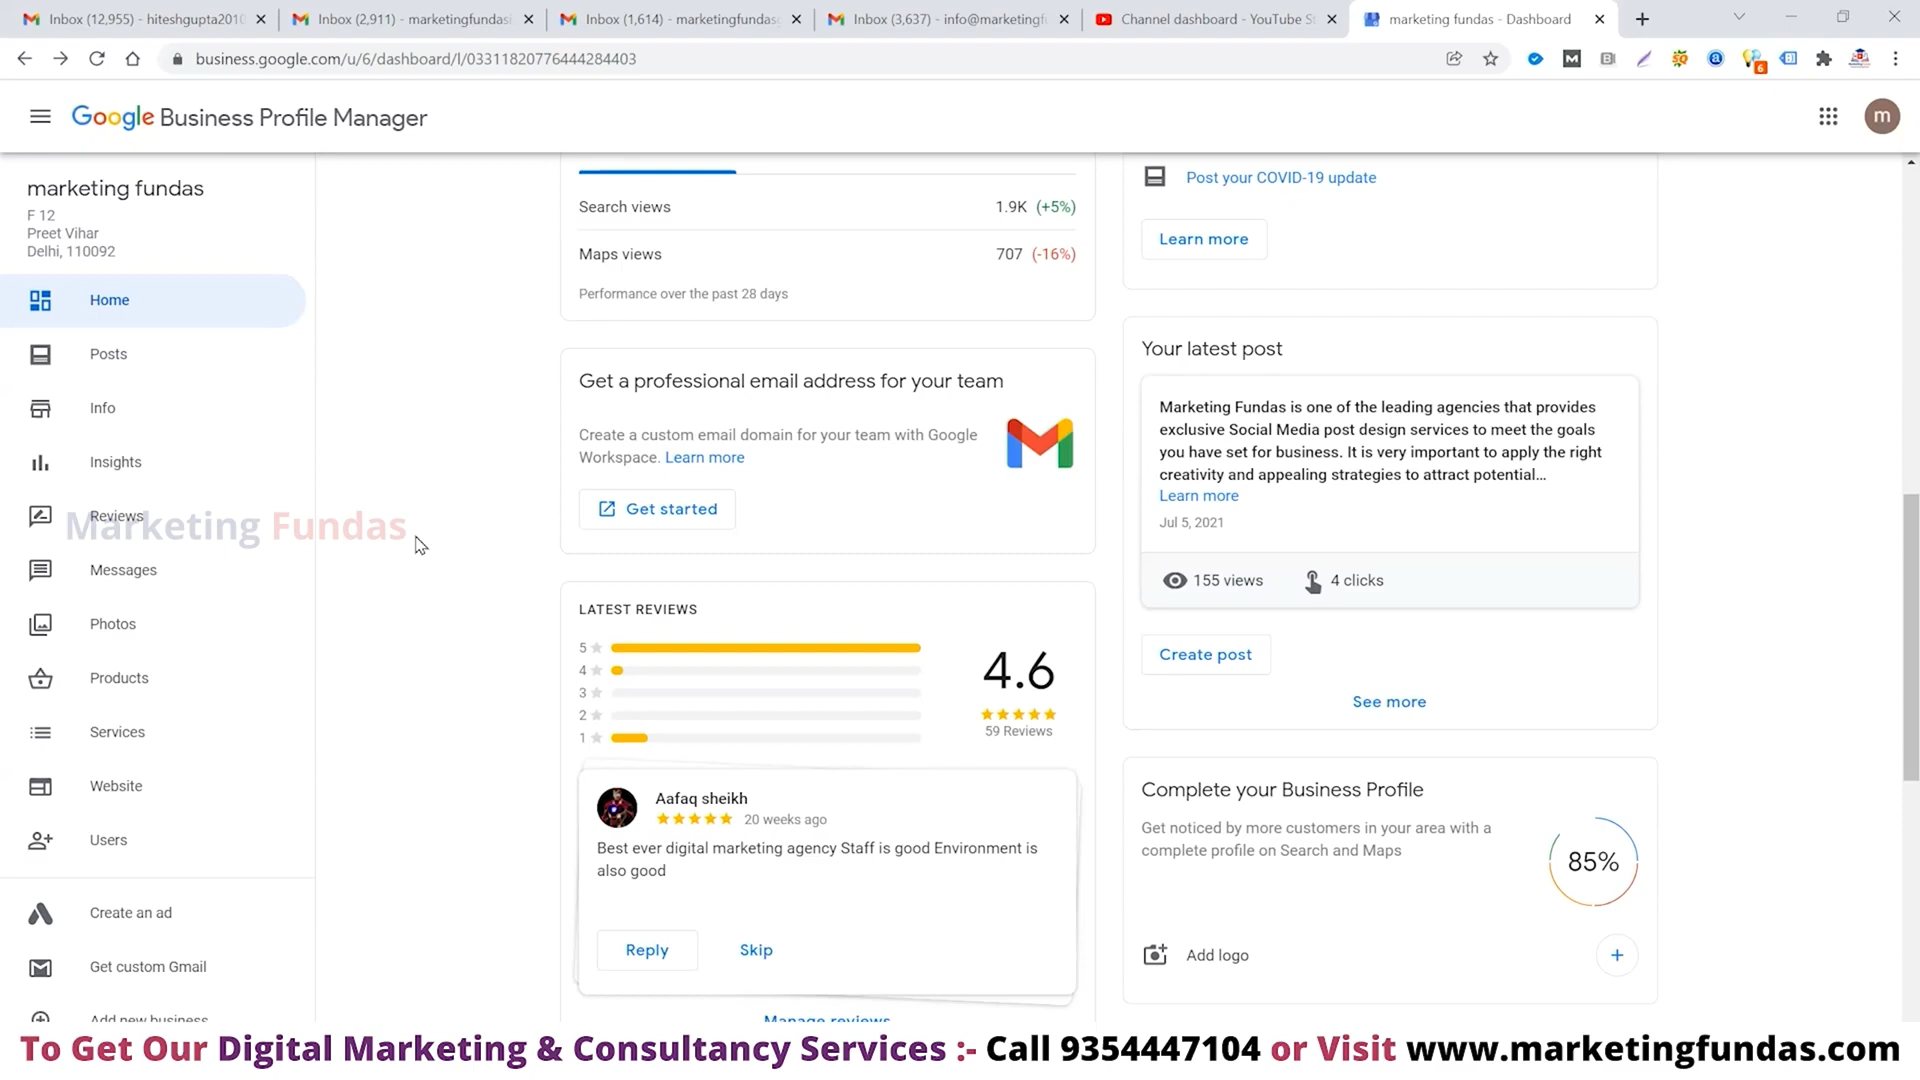 Inbox (12,955) - hiteshgupta2010
Inbox (2,911) - marketingfundas
Inbox (1,614) - marketingfundas
Inbox (3,637) - info@marketingf
Channel dashboard - YouTube S
marketing fundas - Dashboard
business.google.com/u/6/dashboard/l/03311820776444284403
6
Google Business Profile Manager
m
marketing fundas
F 12
Preet Vihar
Delhi, 110092
Home
Posts
Info
Insights
Reviews
Marketing Fundas
Messages
Photos
Products
Services
Website
Users
Create an ad
Get custom Gmail
Add new business
Search views 1.9K (+5%)
Maps views 707 (-16%)
Performance over the past 28 days
Get a professional email address for your team
Create a custom email domain for your team with Google
Workspace. Learn more
Get started
LATEST REVIEWS
5
4
3
2
1
4.6
59 Reviews
Aafaq sheikh
20 weeks ago
Best ever digital marketing agency Staff is good Environment is
also good
Reply Skip
Manage reviews
Post your COVID-19 update
Learn more
Your latest post
Marketing Fundas is one of the leading agencies that provides
exclusive Social Media post design services to meet the goals
you have set for business. It is very important to apply the right
creativity and appealing strategies to attract potential...
Learn more
Jul 5, 2021
155 views 4 clicks
Create post
See more
Complete your Business Profile
Get noticed by more customers in your area with a
complete profile on Search and Maps
85%
Add logo
To Get Our Digital Marketing & Consultancy Services :- Call 9354447104 or Visit www.marketingfundas.com